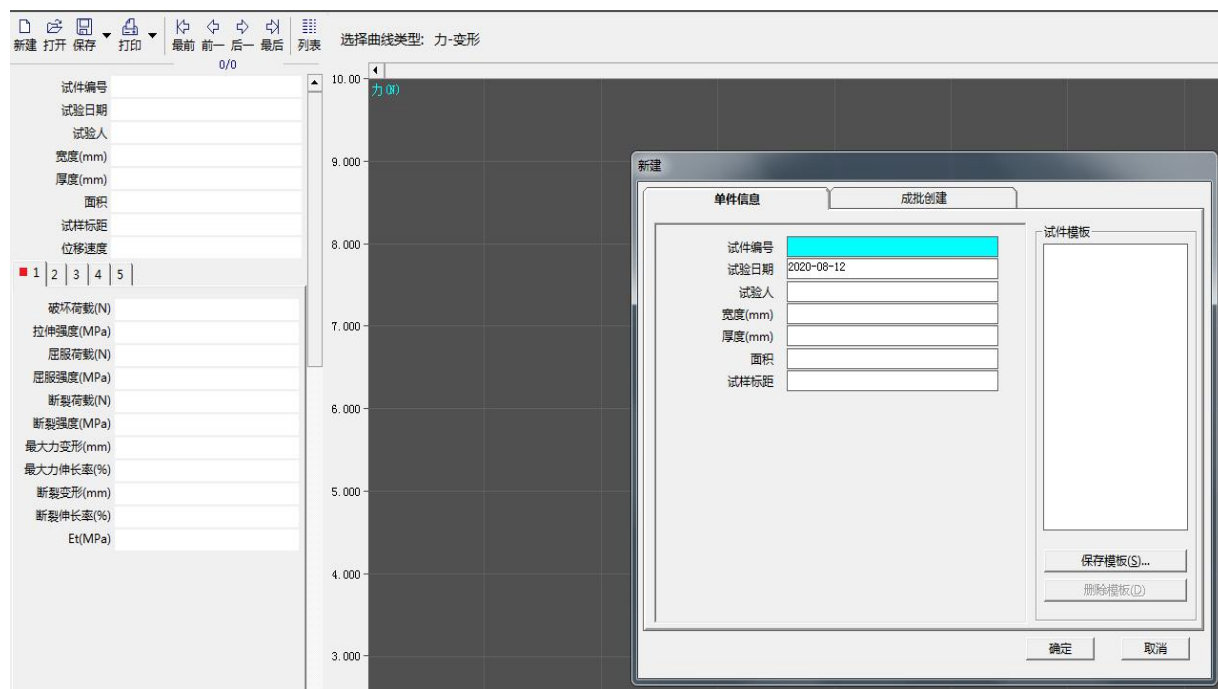 新建 打开 保存 打印 最前 前一 后一 最后 列表
选择曲线类型: 力-变形
0/0
试件编号
试验日期
试验人
宽度(mm)
厚度(mm)
面积
试样标距
位移速度
1 2 3 4 5
破坏荷载(N)
拉伸强度(MPa)
屈服荷载(N)
屈服强度(MPa)
断裂荷载(N)
断裂强度(MPa)
最大力变形(mm)
最大力伸长率(%)
断裂变形(mm)
断裂伸长率(%)
Et(MPa)
10.00
力(N)
9.000
8.000
7.000
6.000
5.000
4.000
3.000
新建
单件信息
成批创建
试件编号
试验日期 2020-08-12
试验人
宽度(mm)
厚度(mm)
面积
试样标距
试件模板
保存模板(S)...
删除模板(D)
确定
取消